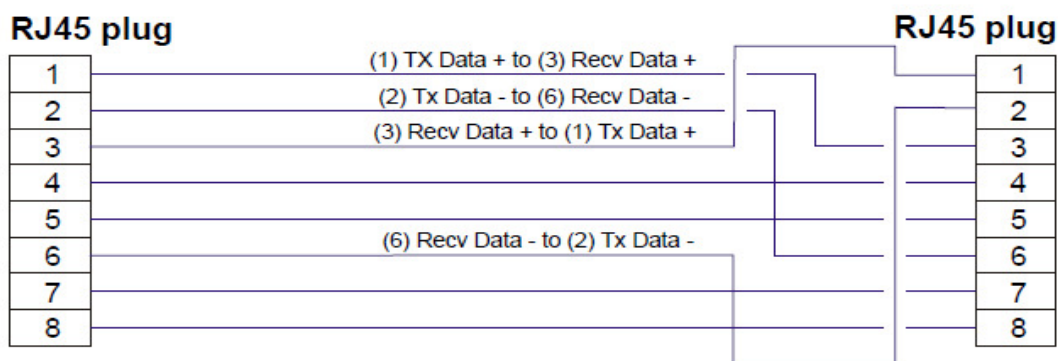 RJ45 plug
RJ45 plug
1
2
3
4
5
6
7
8
(1) TX Data + to (3) Recv Data +
(2) Tx Data - to (6) Recv Data -
(3) Recv Data + to (1) Tx Data +
(6) Recv Data - to (2) Tx Data -
1
2
3
4
5
6
7
8